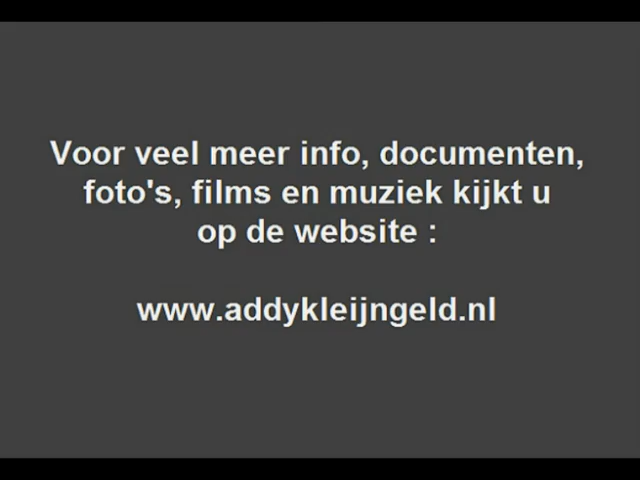 Voor veel meer info, documenten,
foto's, films en muziek kijkt u
op de website :
www.addykleijngeld.nl